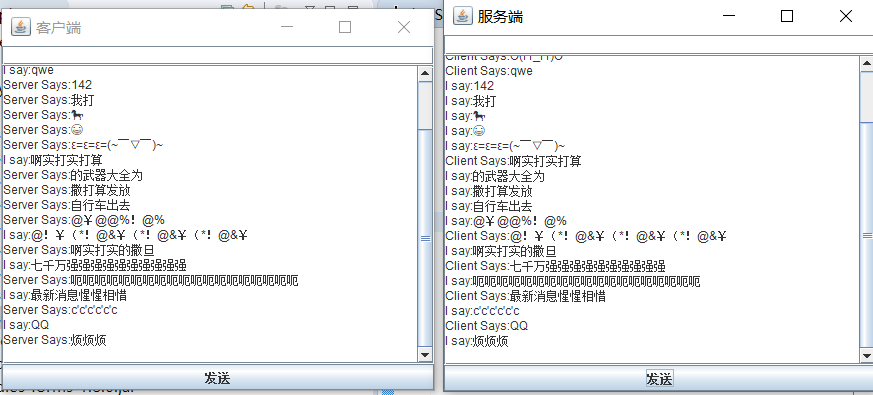 客户端
I say:qwe
Server Says:142
Server Says:我打
Server Says:🐎
Server Says:😂
Server Says:ε=ε=ε=(~￣▽￣)~
I say:啊实打实打算
Server Says:的武器大全为
Server Says:撒打算发放
Server Says:自行车出去
Server Says:@￥@@%！@%
I say:@！￥（*！@&￥（*！@&￥（*！@&￥
Server Says:啊实打实的撒旦
I say:七千万强强强强强强强强强强
Server Says:呃呃呃呃呃呃呃呃呃呃呃呃呃呃呃呃呃呃呃
I say:最新消息惺惺相惜
Server Says:c'c'c'c'c'c
I say:QQ
Server Says:烦烦烦
发送
服务端
Client Says:qwe
I say:142
I say:我打
I say:🐎
I say:😂
I say:ε=ε=ε=(~￣▽￣)~
Client Says:啊实打实打算
I say:的武器大全为
I say:撒打算发放
I say:自行车出去
I say:@￥@@%！@%
Client Says:@！￥（*！@&￥（*！@&￥（*！@&￥
I say:啊实打实的撒旦
Client Says:七千万强强强强强强强强强强
I say:呃呃呃呃呃呃呃呃呃呃呃呃呃呃呃呃呃呃呃
Client Says:最新消息惺惺相惜
I say:c'c'c'c'c'c
Client Says:QQ
I say:烦烦烦
发送